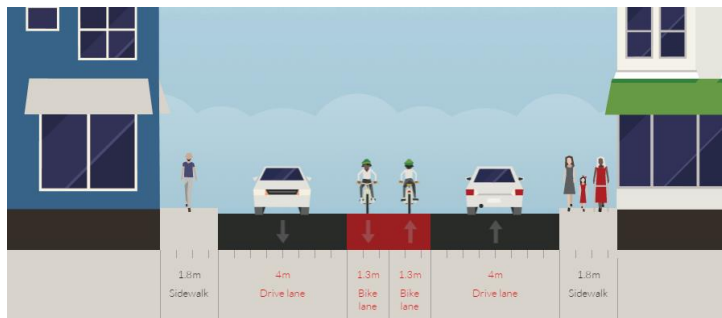 1.8m 4m 1.3m 1.3m 4m 1.8m
Sidewalk Drive lane Bike Bike Drive lane Sidewalk
lane lane